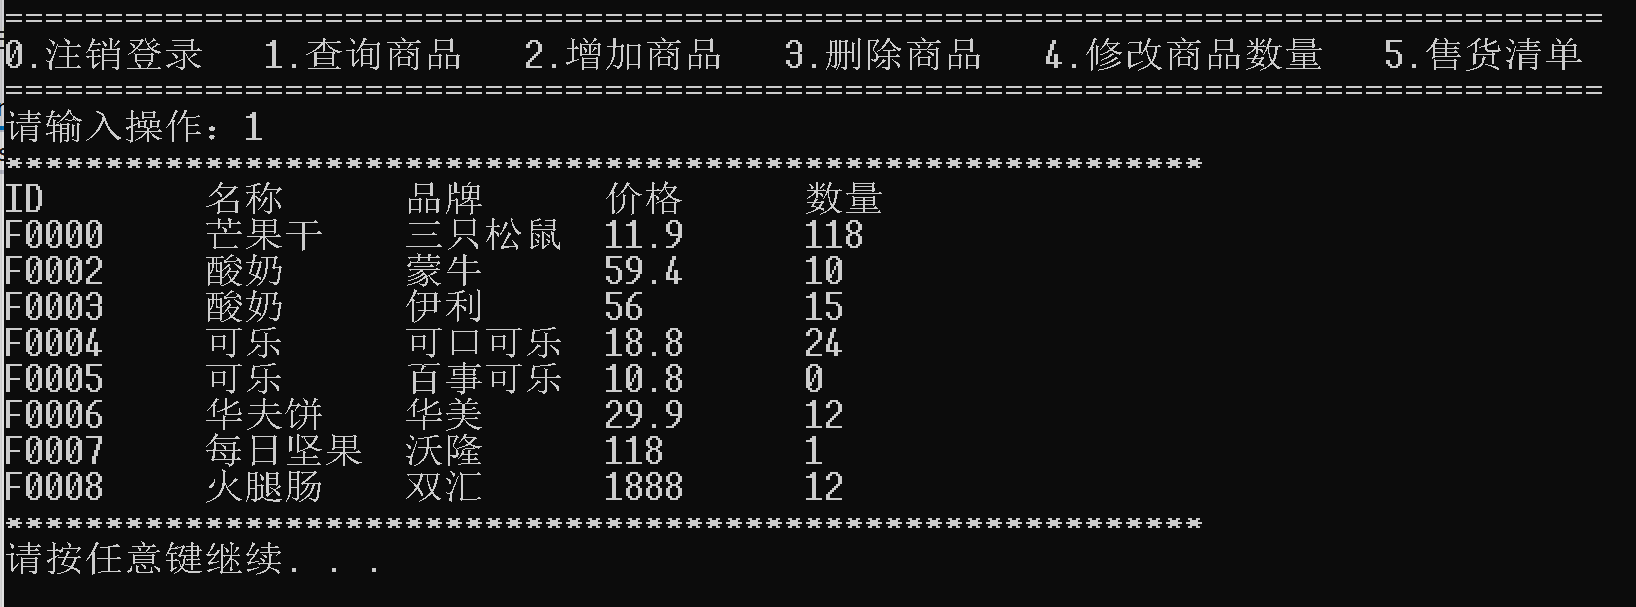 ================================================================================
0.注销登录   1.查询商品   2.增加商品   3.删除商品   4.修改商品数量   5.售货清单
================================================================================
请输入操作：1
************************************************************
ID        名称      品牌      价格      数量
F0000     芒果干    三只松鼠  11.9      118
F0002     酸奶      蒙牛      59.4      10
F0003     酸奶      伊利      56        15
F0004     可乐      可口可乐  18.8      24
F0005     可乐      百事可乐  10.8      0
F0006     华夫饼    华美      29.9      12
F0007     每日坚果  沃隆      118       1
F0008     火腿肠    双汇      1888      12
************************************************************
请按任意键继续. . .